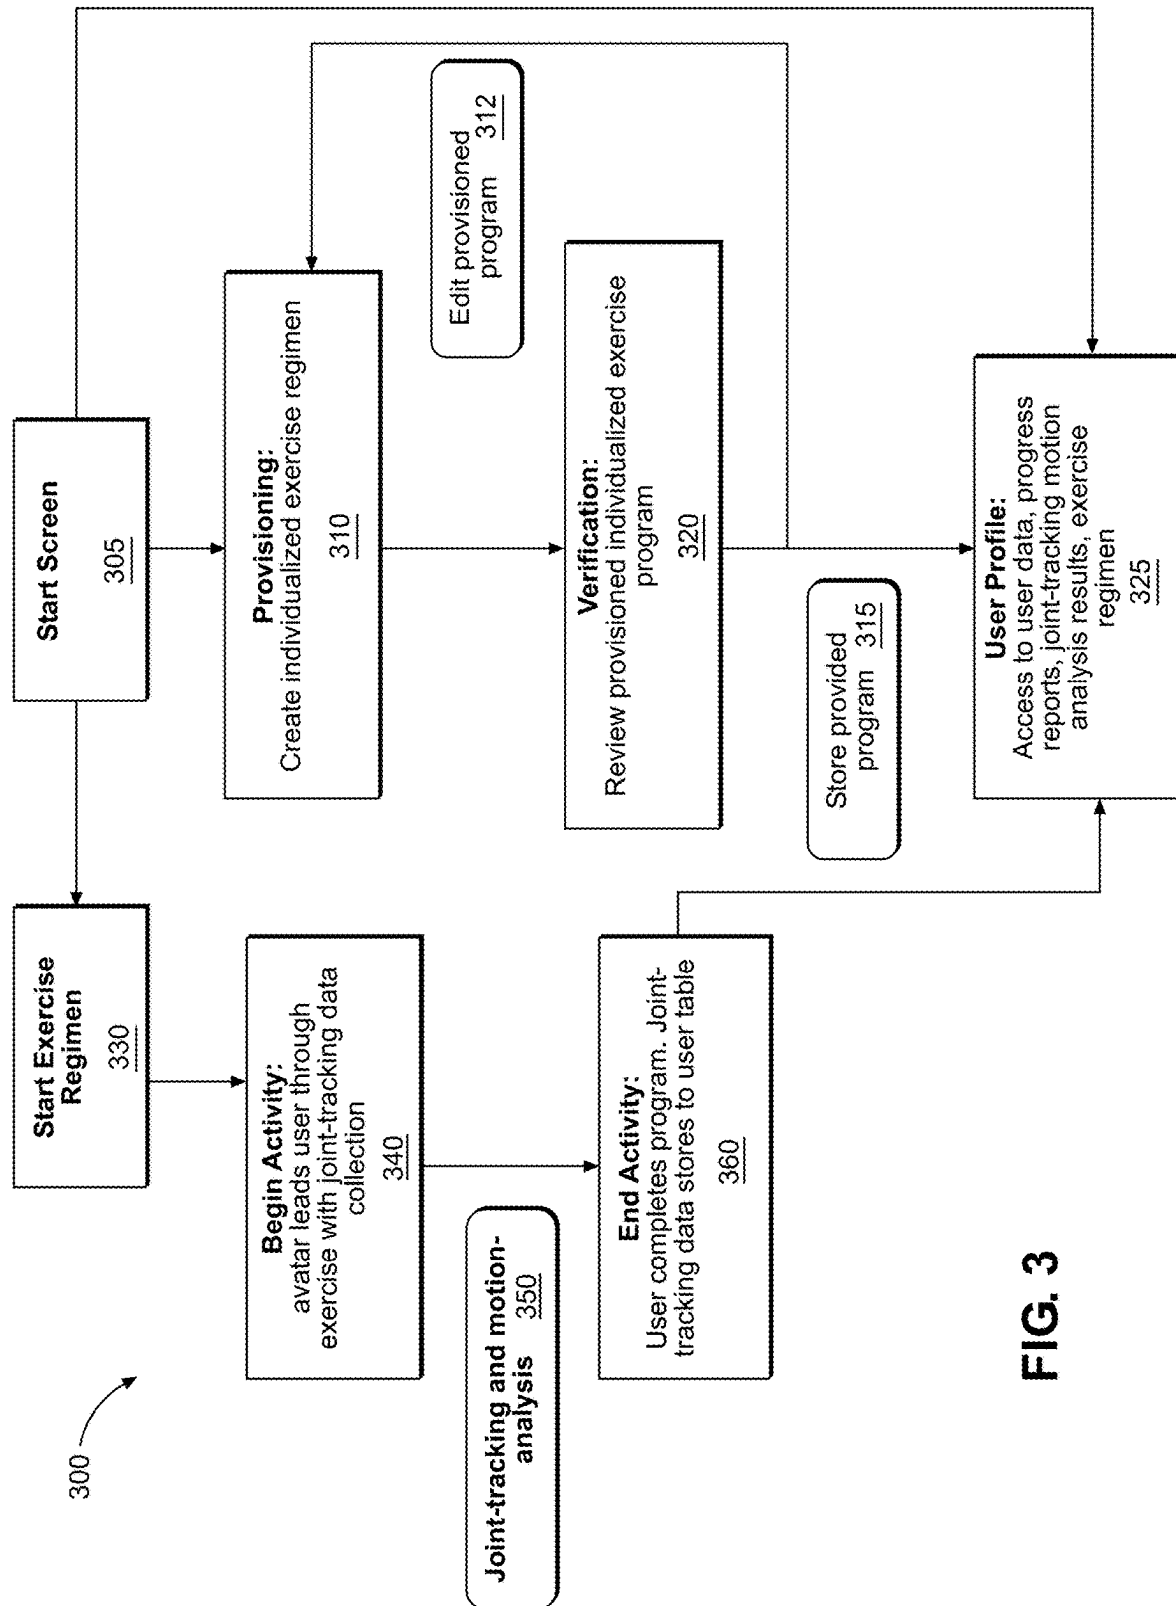 300
Start Exercise
Regimen
330
Start Screen
305
Begin Activity:
avatar leads user through
exercise with joint-tracking data
collection
340
Provisioning:
Create individualized exercise regimen
310
Joint-tracking and motion-
analysis 350
Edit provisioned
program 312
End Activity:
User completes program. Joint-
tracking data stores to user table
360
Verification:
Review provisioned individualized exercise
program
320
Store provided
program 315
User Profile:
Access to user data, progress
reports, joint-tracking motion
analysis results, exercise
regimen
325
FIG. 3